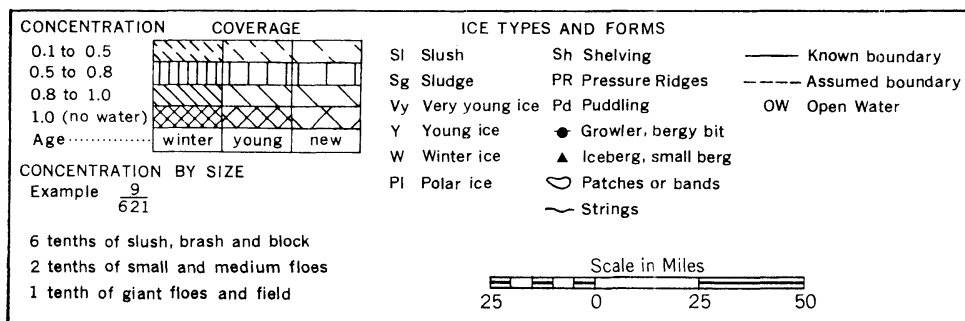 CONCENTRATION COVERAGE
0.1 to 0.5
0.5 to 0.8
0.8 to 1.0
1.0 (no water)
Age ........... winter young new
CONCENTRATION BY SIZE
Example 9
621
6 tenths of slush, brash and block
2 tenths of small and medium floes
1 tenth of giant floes and field
ICE TYPES AND FORMS
Sl Slush
Sg Sludge
Vy Very young ice
Y Young ice
W Winter ice
Pl Polar ice
Sh Shelving
PR Pressure Ridges
Pd Puddling
Growler, bergy bit
Iceberg, small berg
Patches or bands
Strings
Known boundary
Assumed boundary
OW Open Water
Scale in Miles
25 0 25 50